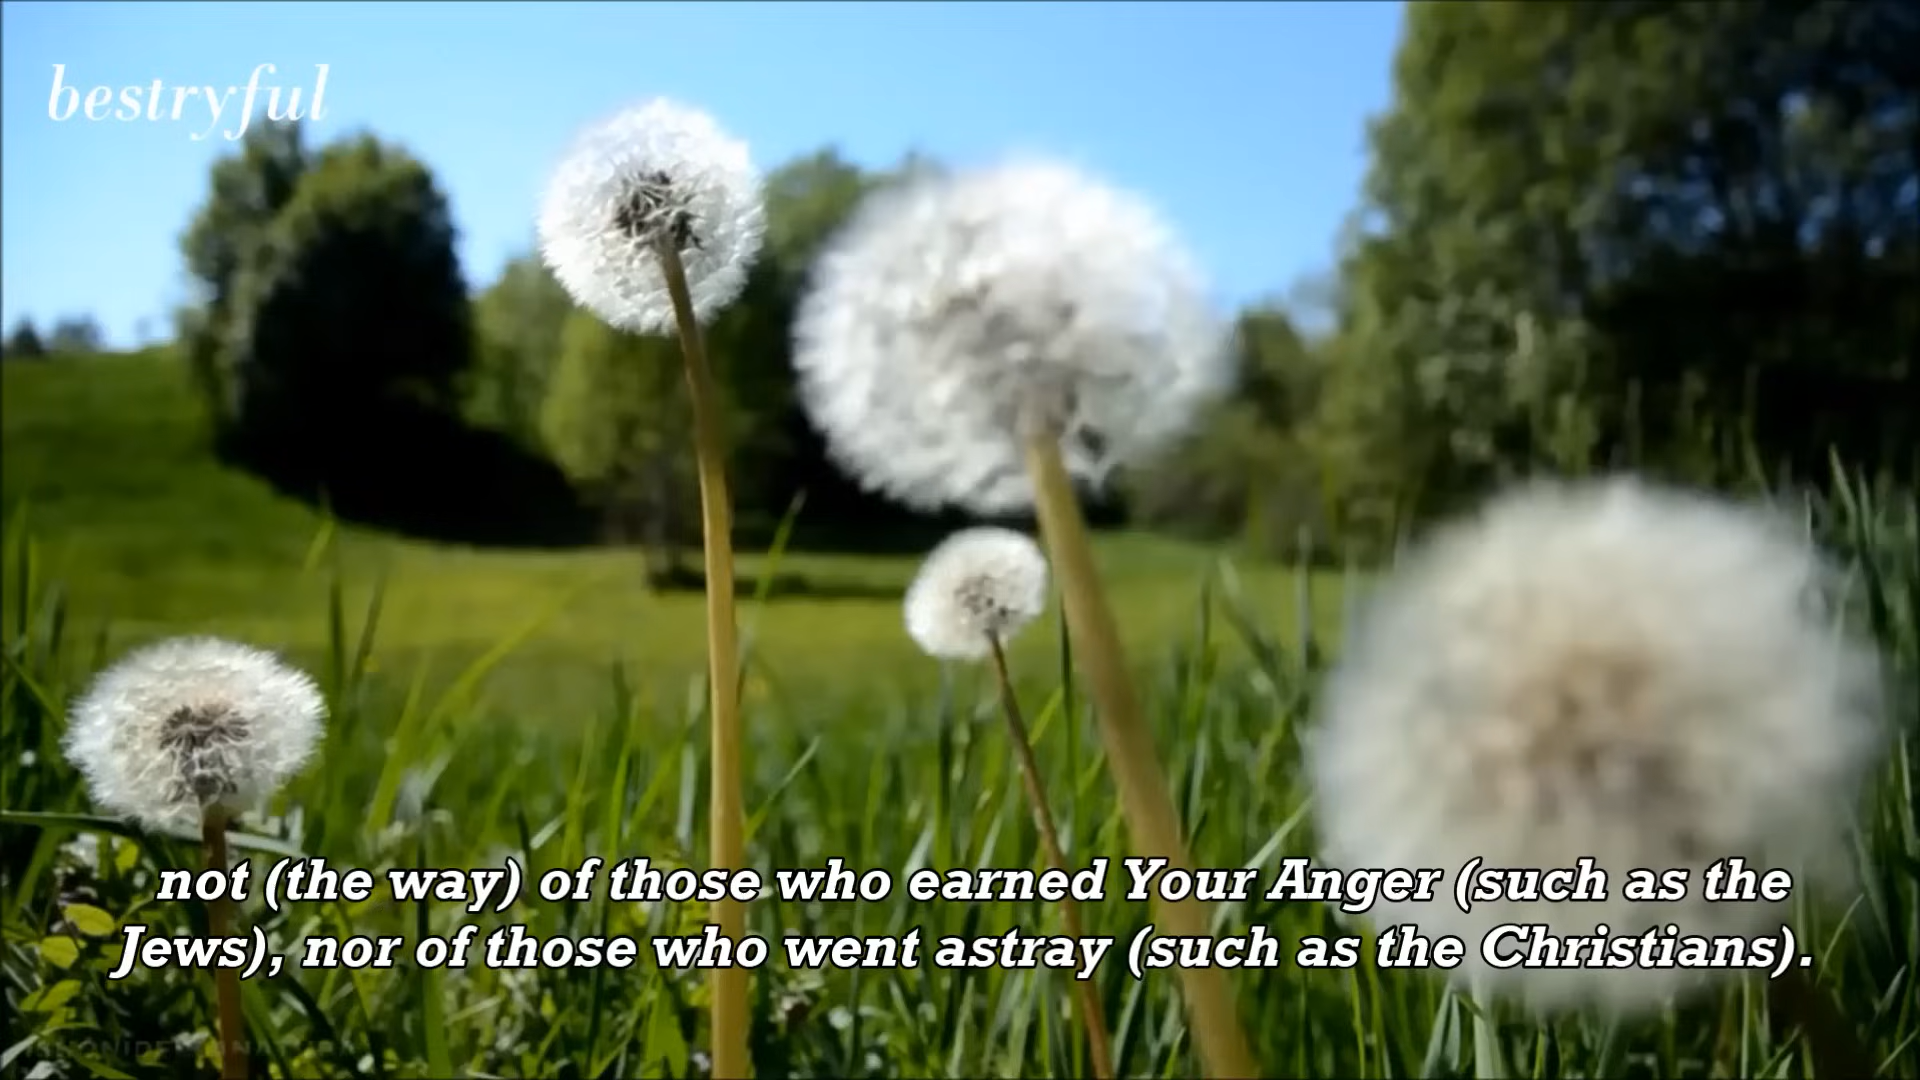 bestryful
not (the way) of those who earned Your Anger (such as the
Jews), nor of those who went astray (such as the Christians).